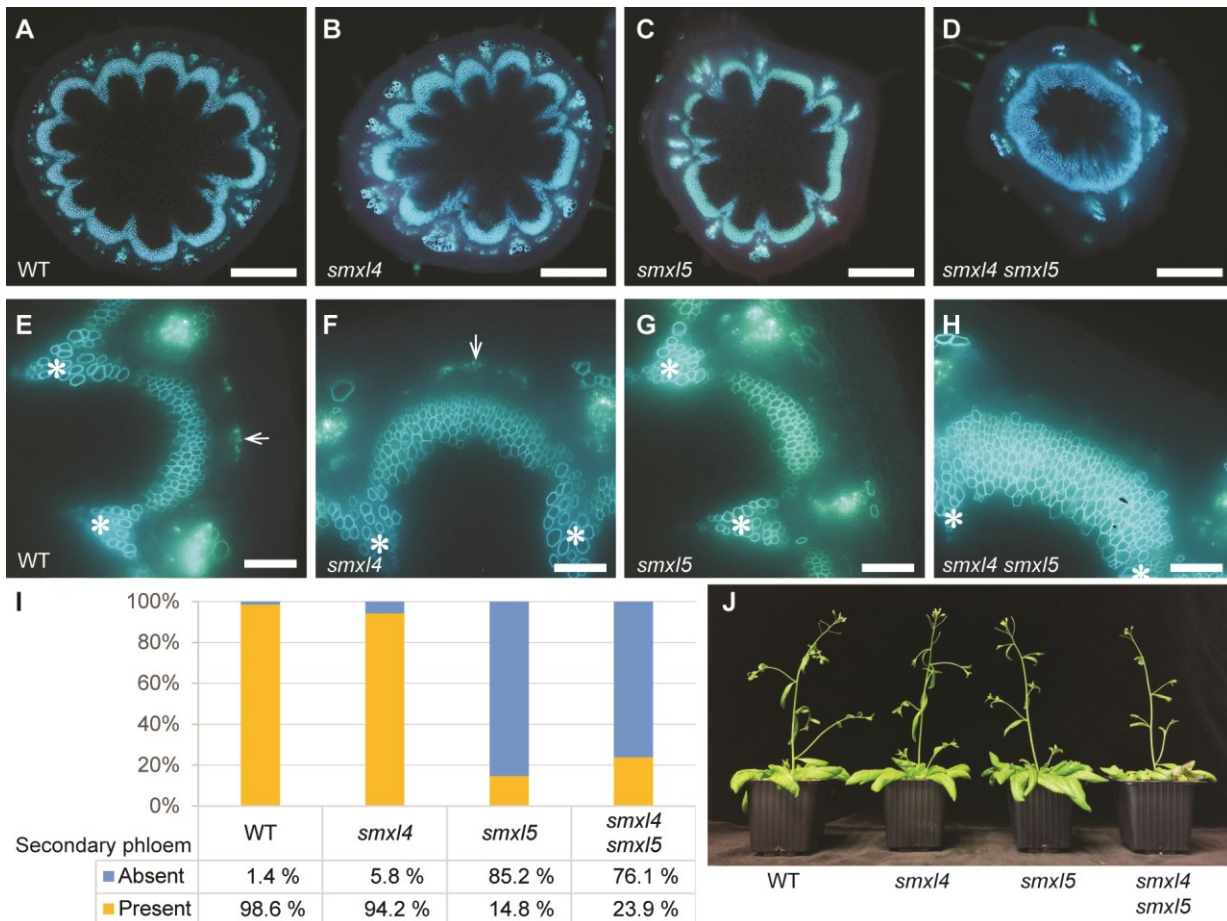 A
B
C
D
WT
smxl4
smxl5
smxl4 smxl5
E
F
G
H
*
*
*
*
*
*
*
*
WT
smxl4
smxl5
smxl4 smxl5
I
100%
80%
60%
40%
20%
0%
Secondary phloem WT smxl4 smxl5 smxl4 smxl5
Absent 1.4 % 5.8 % 85.2 % 76.1 %
Present 98.6 % 94.2 % 14.8 % 23.9 %
J
WT smxl4 smxl5 smxl4
smxl5